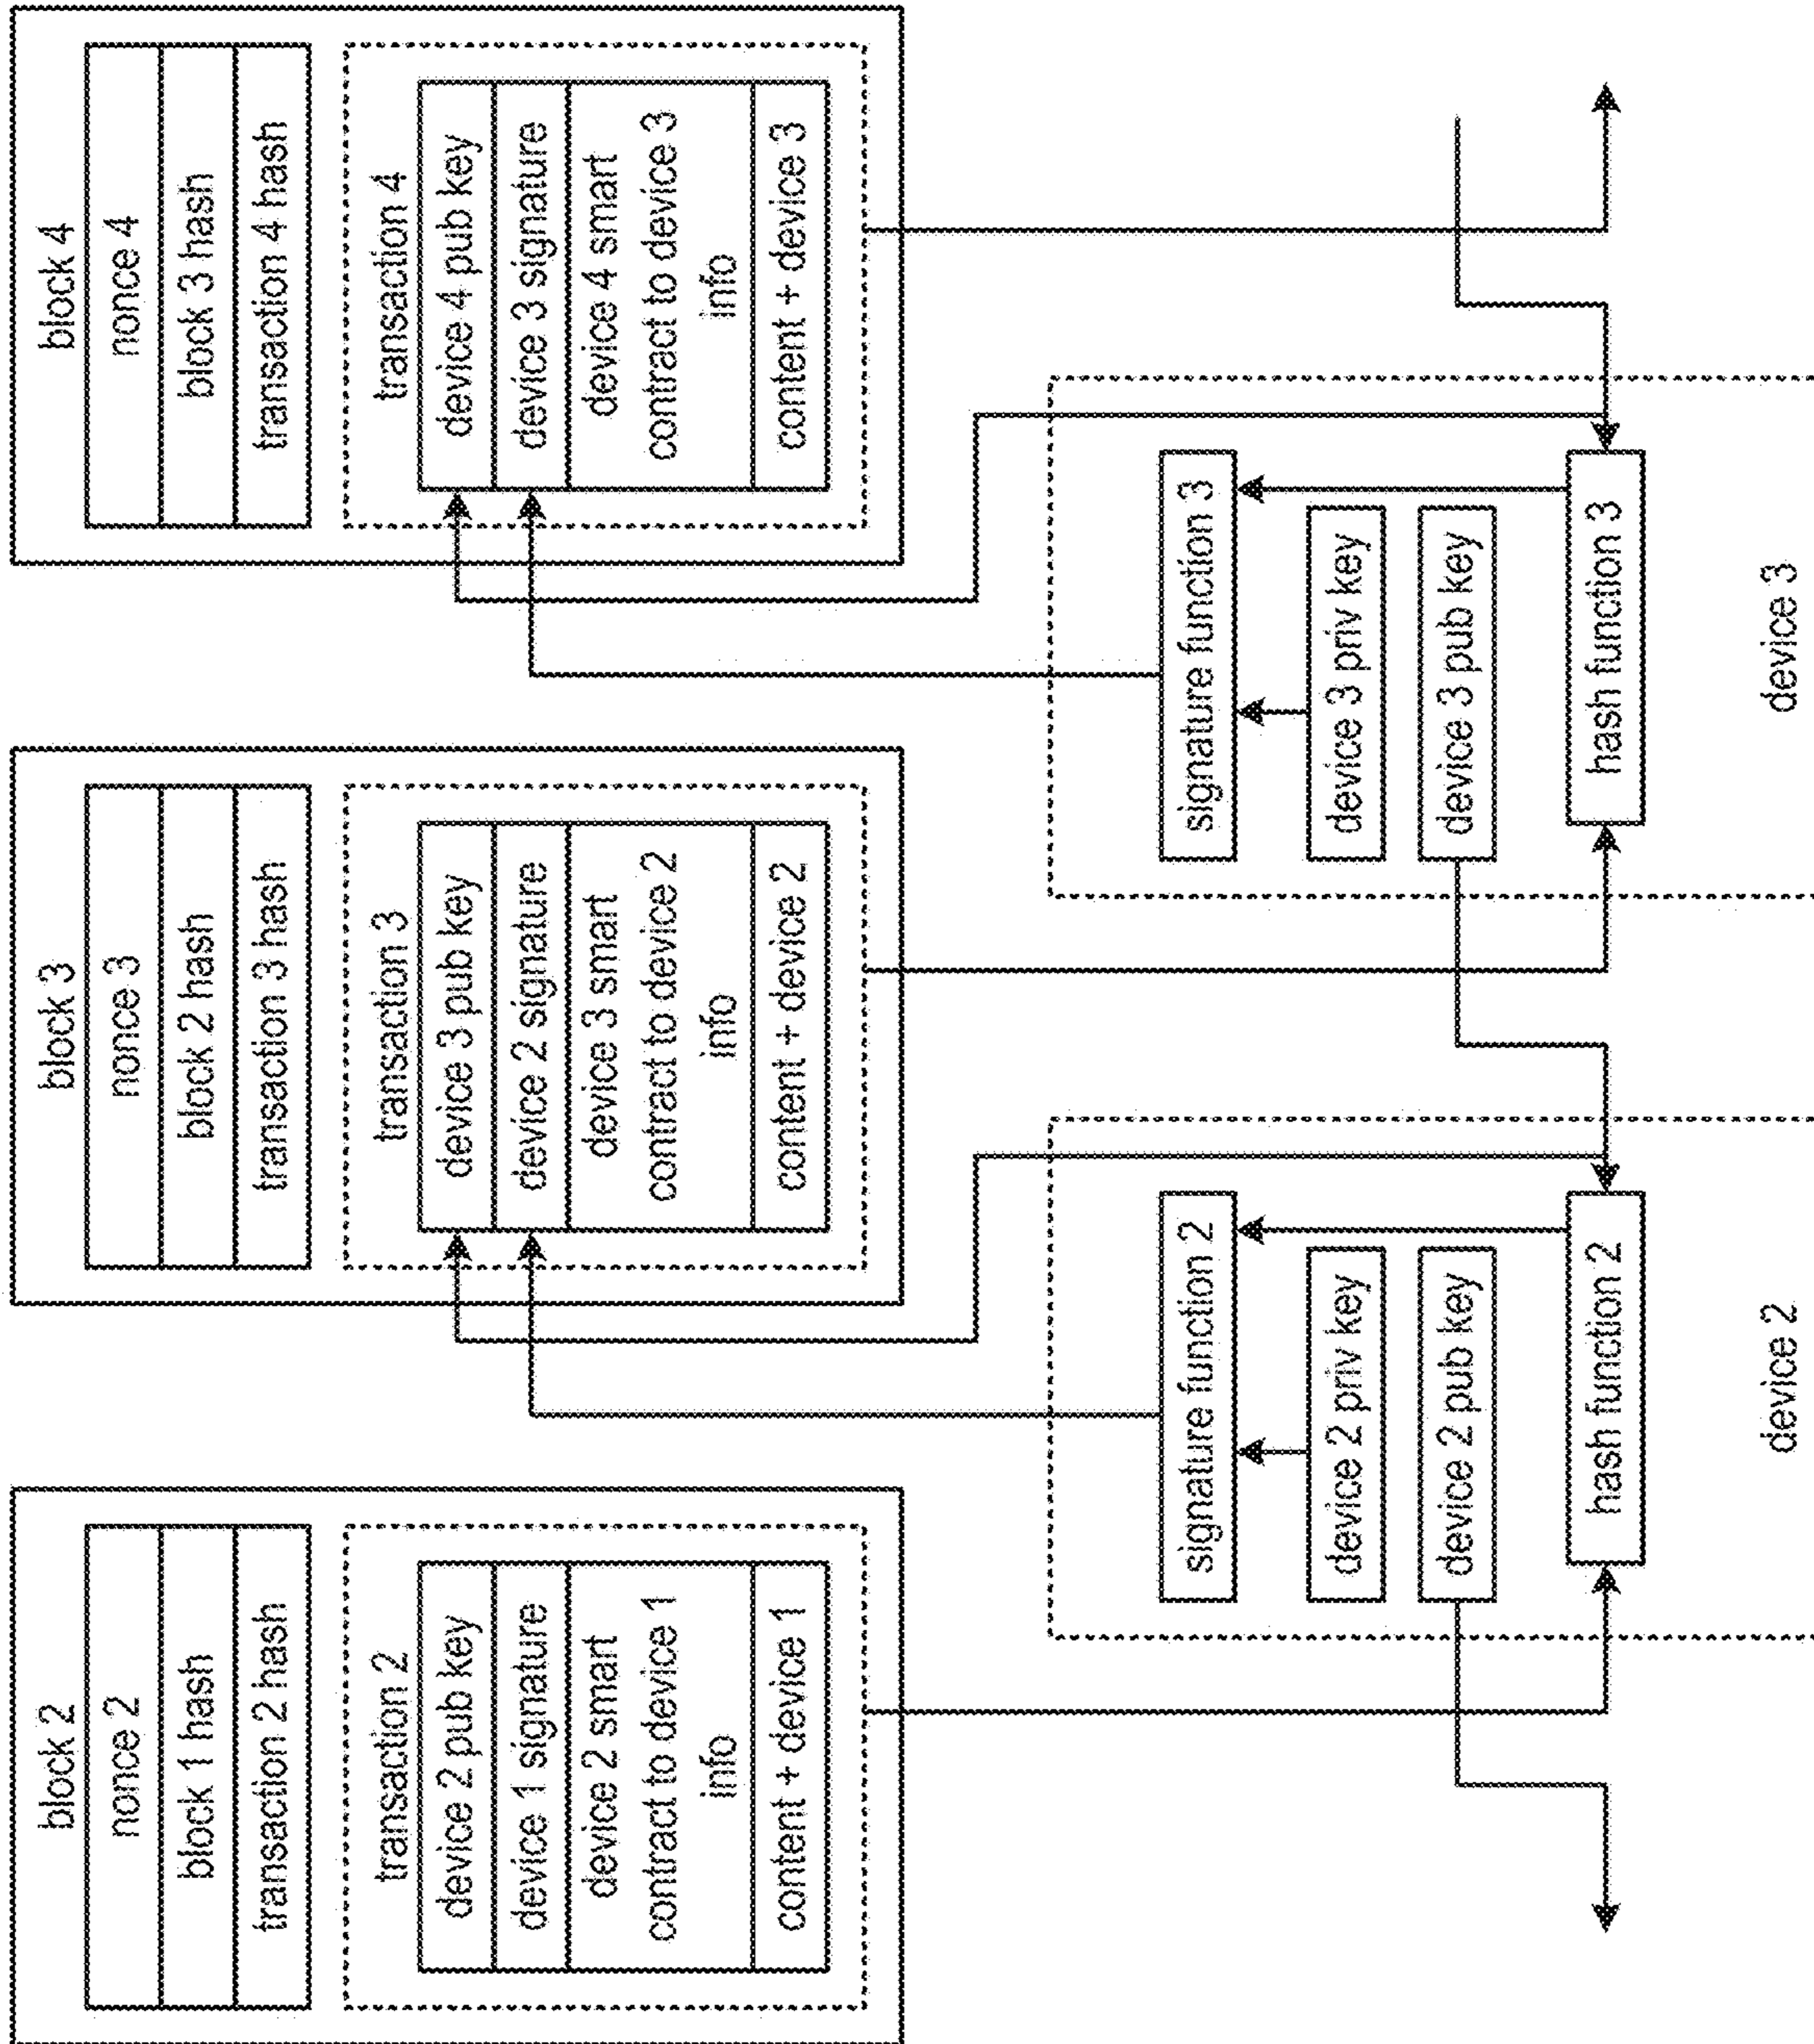 block 2
nonce 2
block 1 hash
transaction 2 hash
transaction 2
device 2 pub key
device 1 signature
device 2 smart
contract to device 1
info
content + device 1
block 3
nonce 3
block 2 hash
transaction 3 hash
transaction 3
device 3 pub key
device 2 signature
device 3 smart
contract to device 2
info
content + device 2
block 4
nonce 4
block 3 hash
transaction 4 hash
transaction 4
device 4 pub key
device 3 signature
device 4 smart
contract to device 3
info
content + device 3
signature function 2
device 2 priv key
device 2 pub key
hash function 2
device 2
signature function 3
device 3 priv key
device 3 pub key
hash function 3
device 3